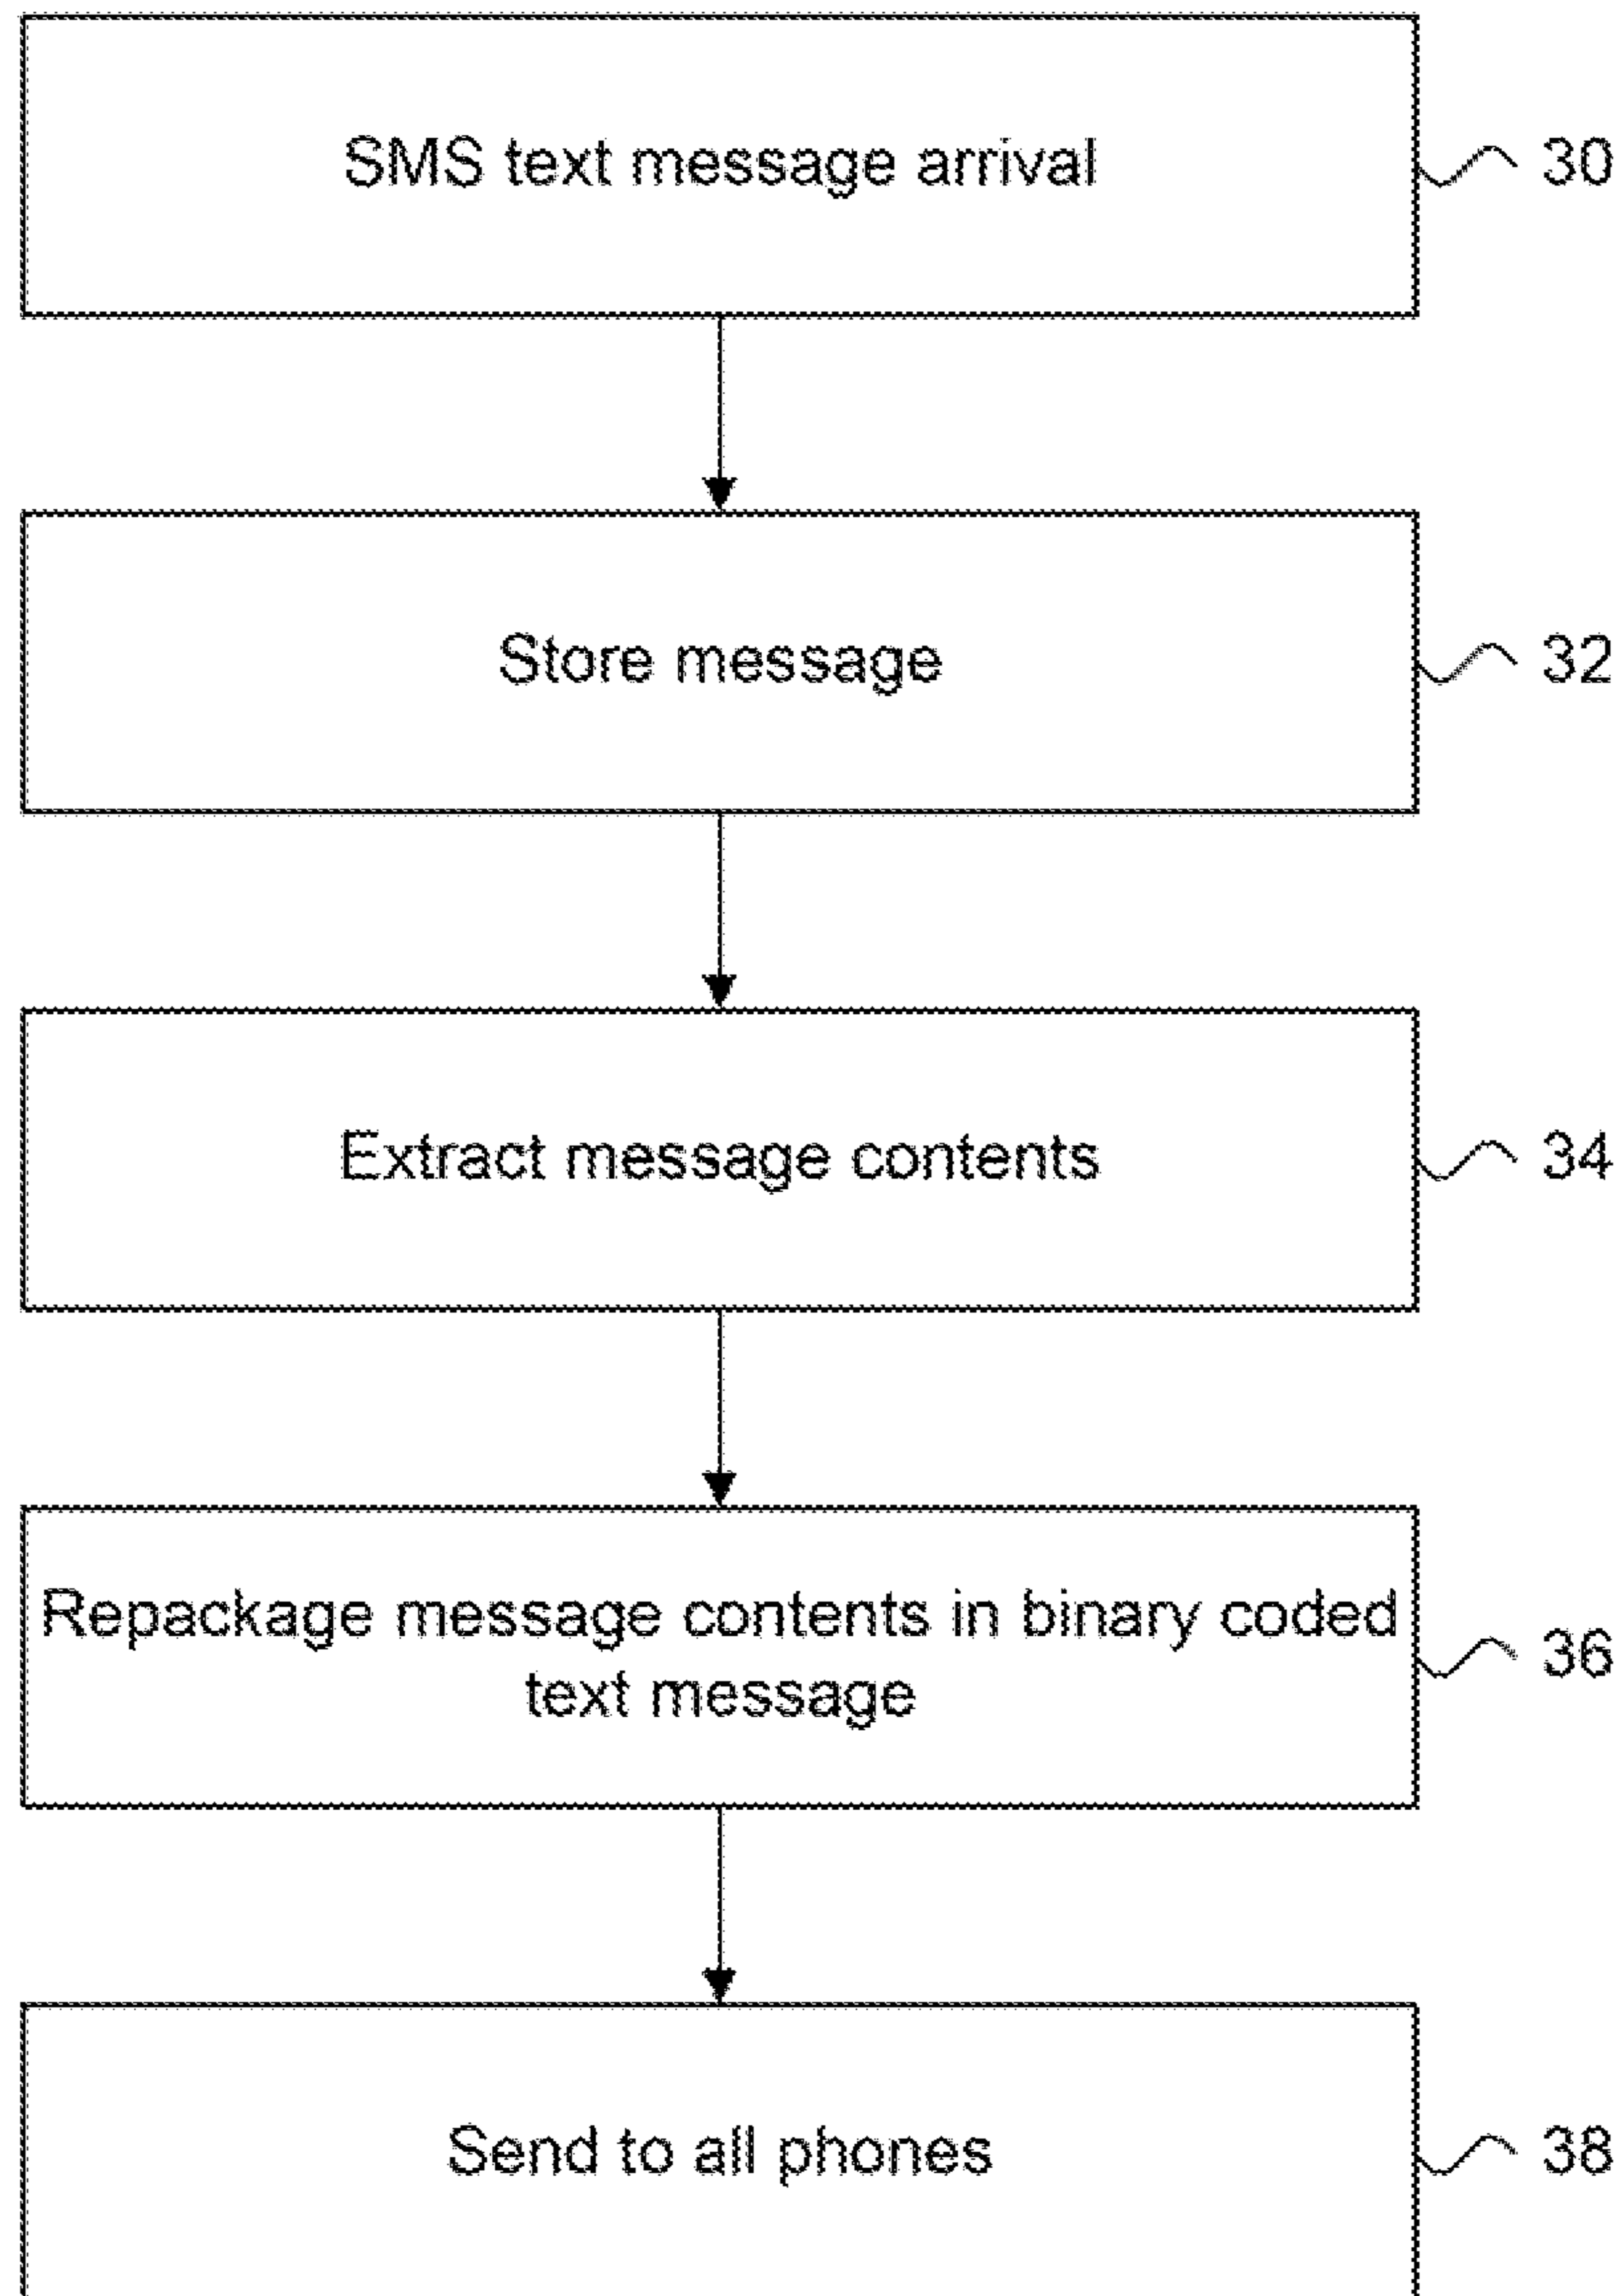 SMS text message arrival
30
Store message
32
Extract message contents
34
Repackage message contents in binary coded
text message
36
Send to all phones
38